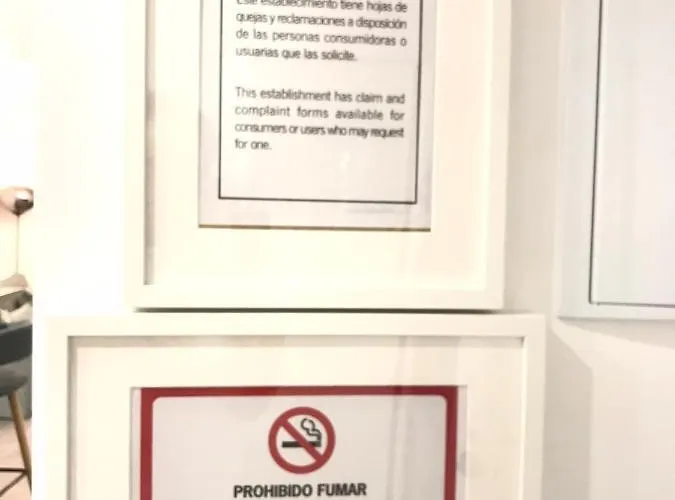 Este establecimiento tiene hojas de
quejas y reclamaciones a disposición
de las personas consumidoras o
usuarias que las solicite.
This establishment has claim and
complaint forms available for
consumers or users who may request
for one.
PROHIBIDO FUMAR